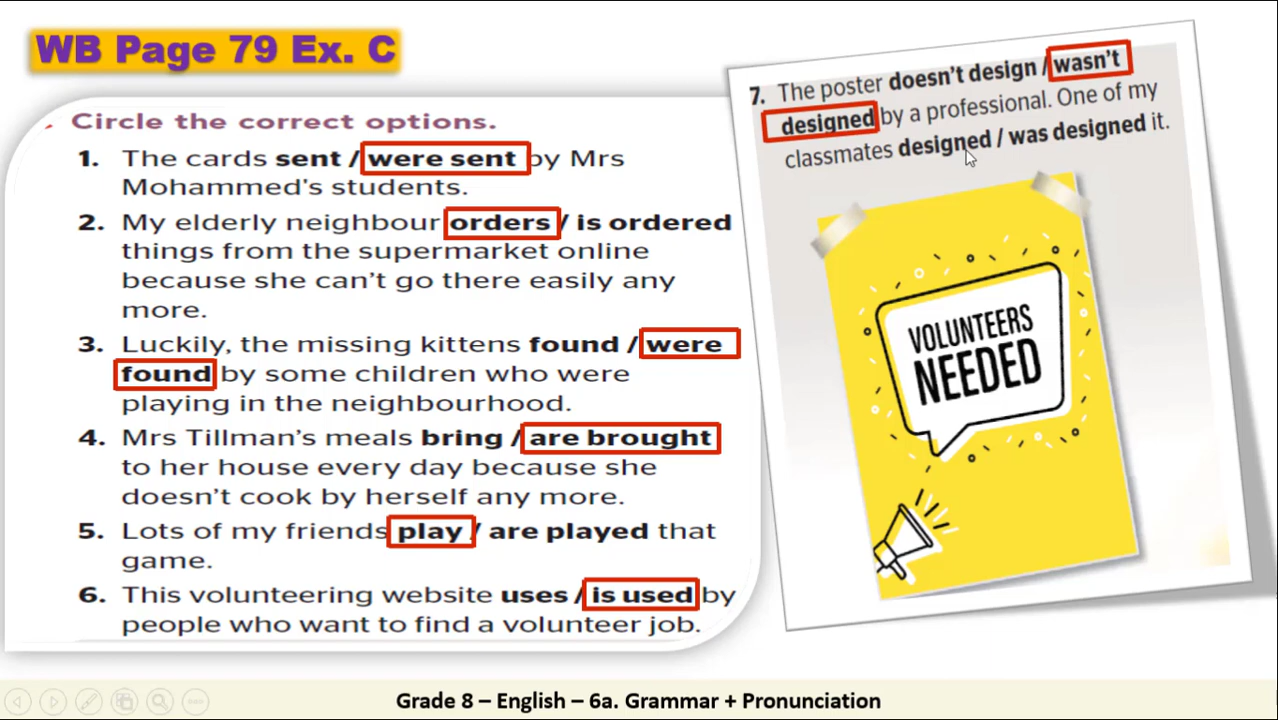 WB Page 79 Ex. C
Circle the correct options.
1. The cards sent / were sent by Mrs
Mohammed's students.
2. My elderly neighbour orders / is ordered
things from the supermarket online
because she can't go there easily any
more.
3. Luckily, the missing kittens found / were
found by some children who were
playing in the neighbourhood.
4. Mrs Tillman's meals bring / are brought
to her house every day because she
doesn't cook by herself any more.
5. Lots of my friends play / are played that
game.
6. This volunteering website uses / is used by
people who want to find a volunteer job.
7. The poster doesn't design / wasn't
designed by a professional. One of my
classmates designed / was designed it.
VOLUNTEERS
NEEDED
Grade 8 – English – 6a. Grammar + Pronunciation